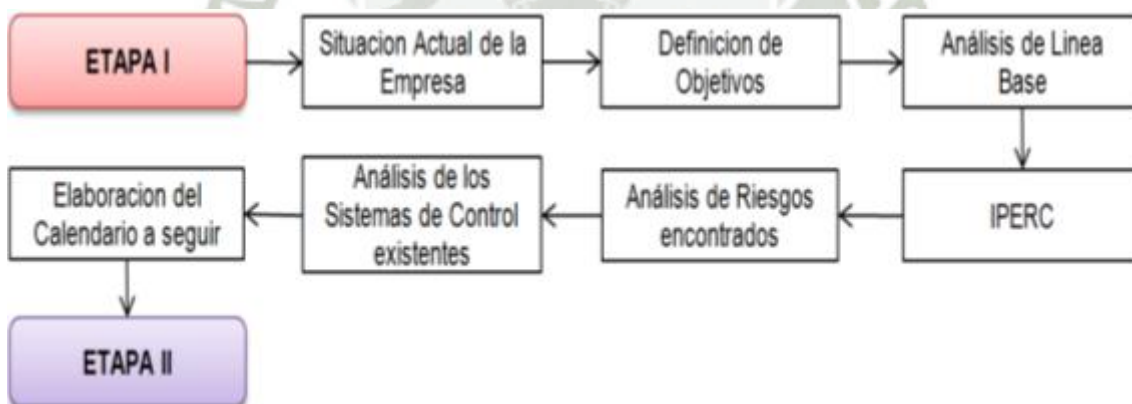 ETAPA I
Situacion Actual de la
Empresa
Definicion de
Objetivos
Análisis de Linea
Base
IPERC
Análisis de Riesgos
encontrados
Análisis de los
Sistemas de Control
existentes
Elaboracion del
Calendario a seguir
ETAPA II